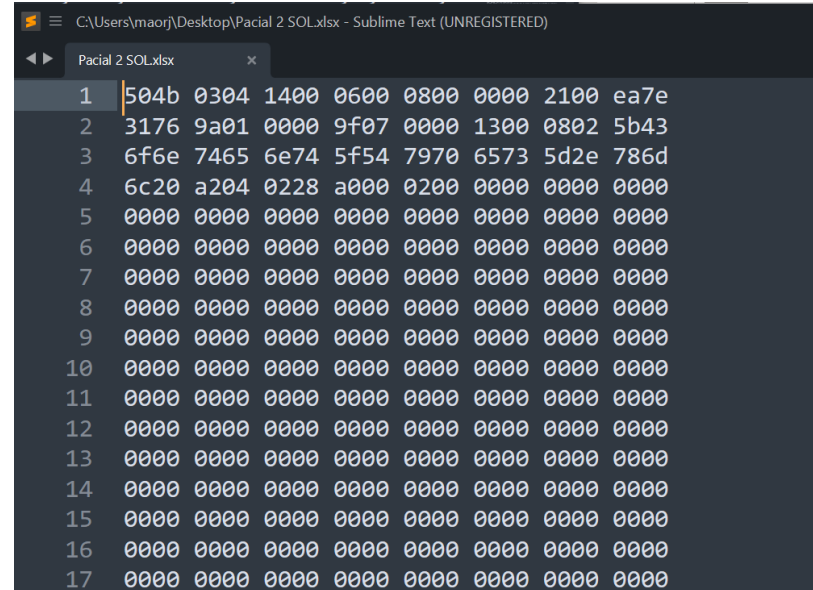 C:\Users\maorj\Desktop\Pacial 2 SOL.xlsx - Sublime Text (UNREGISTERED)
Pacial 2 SOL.xlsx ×
1 504b 0304 1400 0600 0800 0000 2100 ea7e
2 3176 9a01 0000 9f07 0000 1300 0802 5b43
3 6f6e 7465 6e74 5f54 7970 6573 5d2e 786d
4 6c20 a204 0228 a000 0200 0000 0000 0000
5 0000 0000 0000 0000 0000 0000 0000 0000
6 0000 0000 0000 0000 0000 0000 0000 0000
7 0000 0000 0000 0000 0000 0000 0000 0000
8 0000 0000 0000 0000 0000 0000 0000 0000
9 0000 0000 0000 0000 0000 0000 0000 0000
10 0000 0000 0000 0000 0000 0000 0000 0000
11 0000 0000 0000 0000 0000 0000 0000 0000
12 0000 0000 0000 0000 0000 0000 0000 0000
13 0000 0000 0000 0000 0000 0000 0000 0000
14 0000 0000 0000 0000 0000 0000 0000 0000
15 0000 0000 0000 0000 0000 0000 0000 0000
16 0000 0000 0000 0000 0000 0000 0000 0000
17 0000 0000 0000 0000 0000 0000 0000 0000